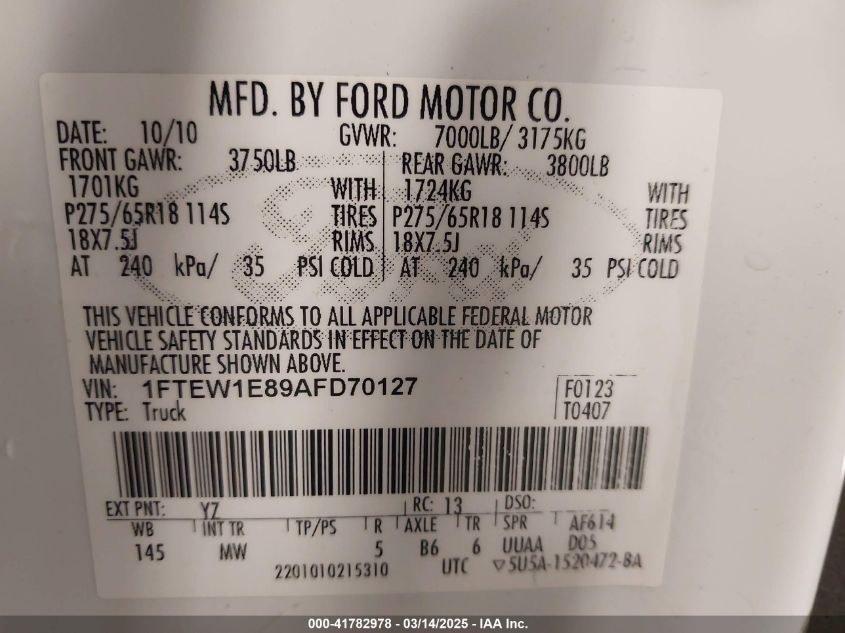 MFD. BY FORD MOTOR CO.
DATE: 10/10 GVWR: 7000LB/ 3175KG
FRONT GAWR: 3750LB REAR GAWR: 3800LB
1701KG WITH 1724KG WITH
P275/65R18 114S TIRES P275/65R18 114S TIRES
18X7.5J RIMS 18X7.5J RIMS
AT 240 kPa/ 35 PSI COLD AT 240 kPa/ 35 PSI COLD
THIS VEHICLE CONFORMS TO ALL APPLICABLE FEDERAL MOTOR
VEHICLE SAFETY STANDARDS IN EFFECT ON THE DATE OF
MANUFACTURE SHOWN ABOVE.
VIN: 1FTEW1E89AFD70127 F0123
TYPE: Truck T0407
EXT PNT: YZ RC: 13 DSO:
WB INT TR TP/PS R AXLE TR SPR AF614
145 MW 5 B6 6 UUAA D05
2201010215310 UTC ▽5U5A-1520472-BA
000-41782978 - 03/14/2025 - IAA Inc.